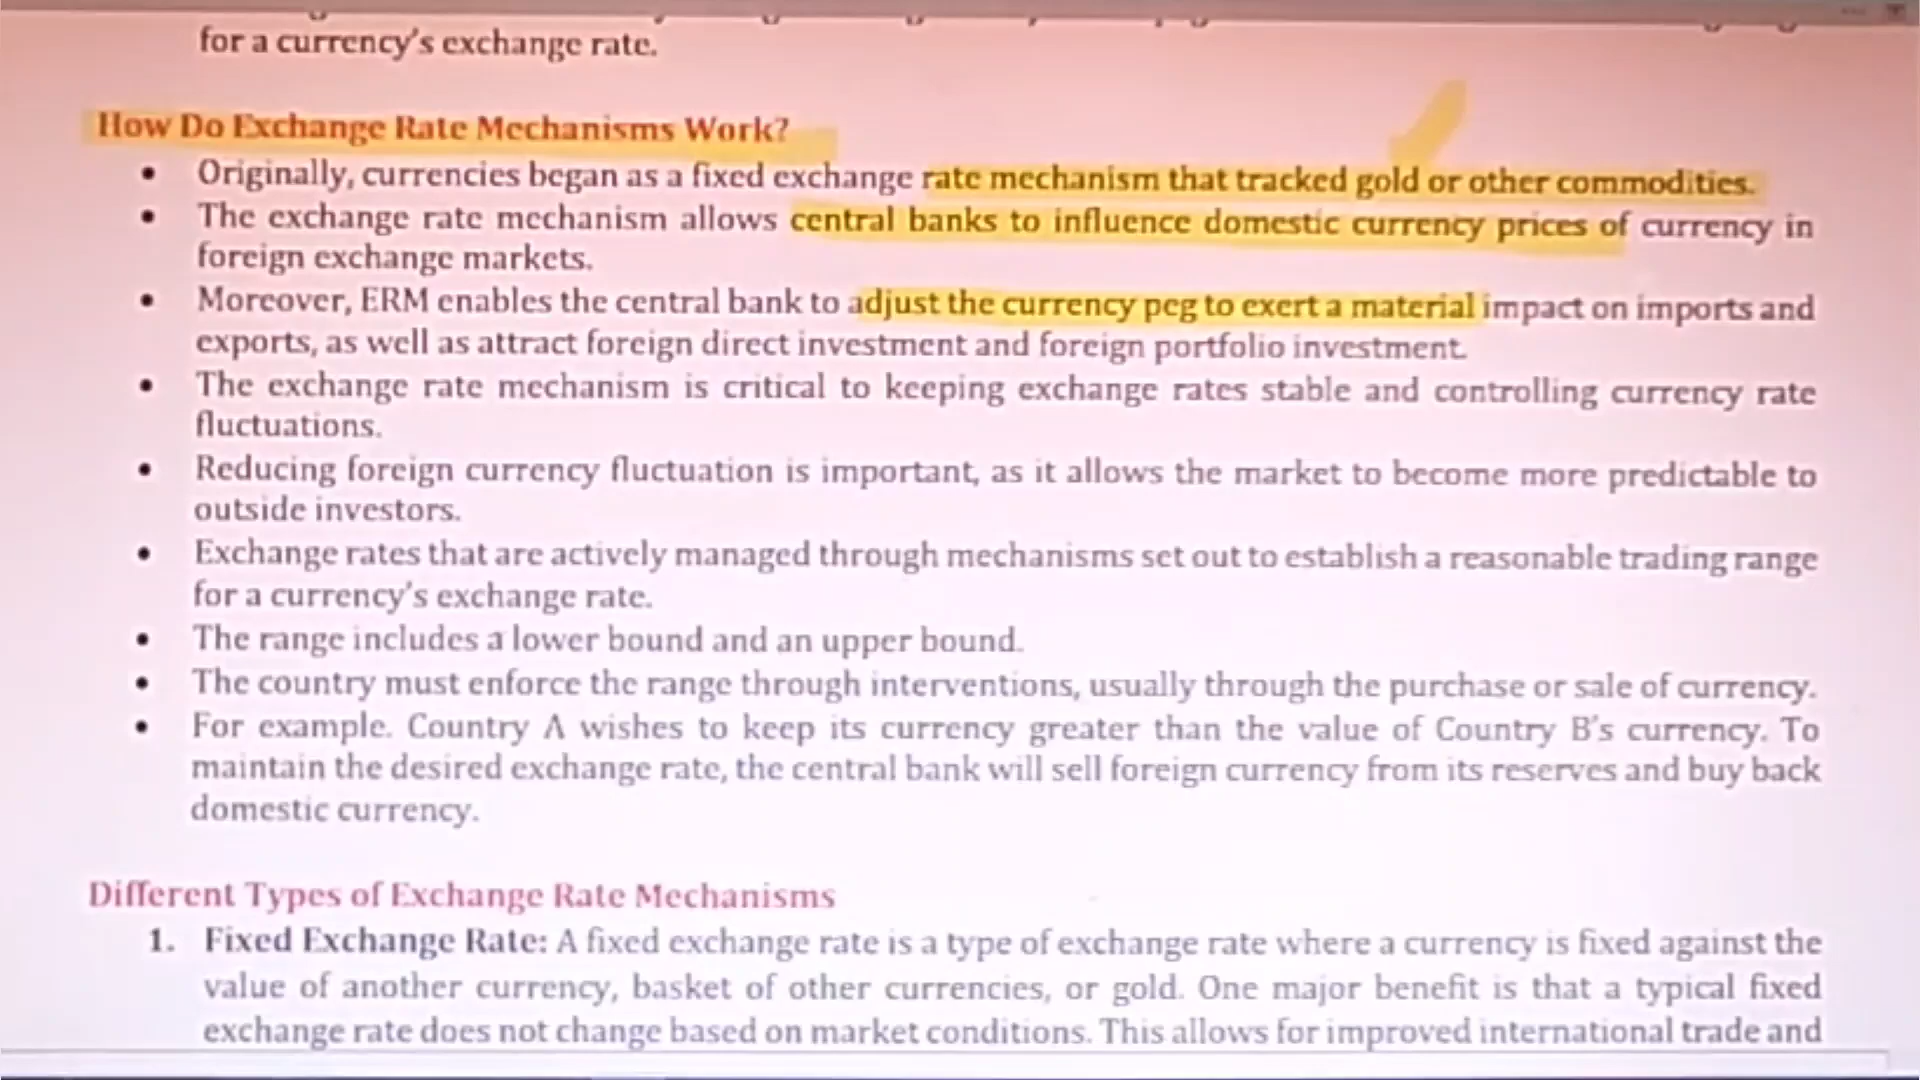 for a currency's exchange rate.
How Do Exchange Rate Mechanisms Work?
• Originally, currencies began as a fixed exchange rate mechanism that tracked gold or other commodities.
• The exchange rate mechanism allows central banks to influence domestic currency prices of currency in
foreign exchange markets.
• Moreover, ERM enables the central bank to adjust the currency peg to exert a material impact on imports and
exports, as well as attract foreign direct investment and foreign portfolio investment.
• The exchange rate mechanism is critical to keeping exchange rates stable and controlling currency rate
fluctuations.
• Reducing foreign currency fluctuation is important, as it allows the market to become more predictable to
outside investors.
• Exchange rates that are actively managed through mechanisms set out to establish a reasonable trading range
for a currency's exchange rate.
• The range includes a lower bound and an upper bound.
• The country must enforce the range through interventions, usually through the purchase or sale of currency.
• For example. Country A wishes to keep its currency greater than the value of Country B's currency. To
maintain the desired exchange rate, the central bank will sell foreign currency from its reserves and buy back
domestic currency.
Different Types of Exchange Rate Mechanisms
1. Fixed Exchange Rate: A fixed exchange rate is a type of exchange rate where a currency is fixed against the
value of another currency, basket of other currencies, or gold. One major benefit is that a typical fixed
exchange rate does not change based on market conditions. This allows for improved international trade and